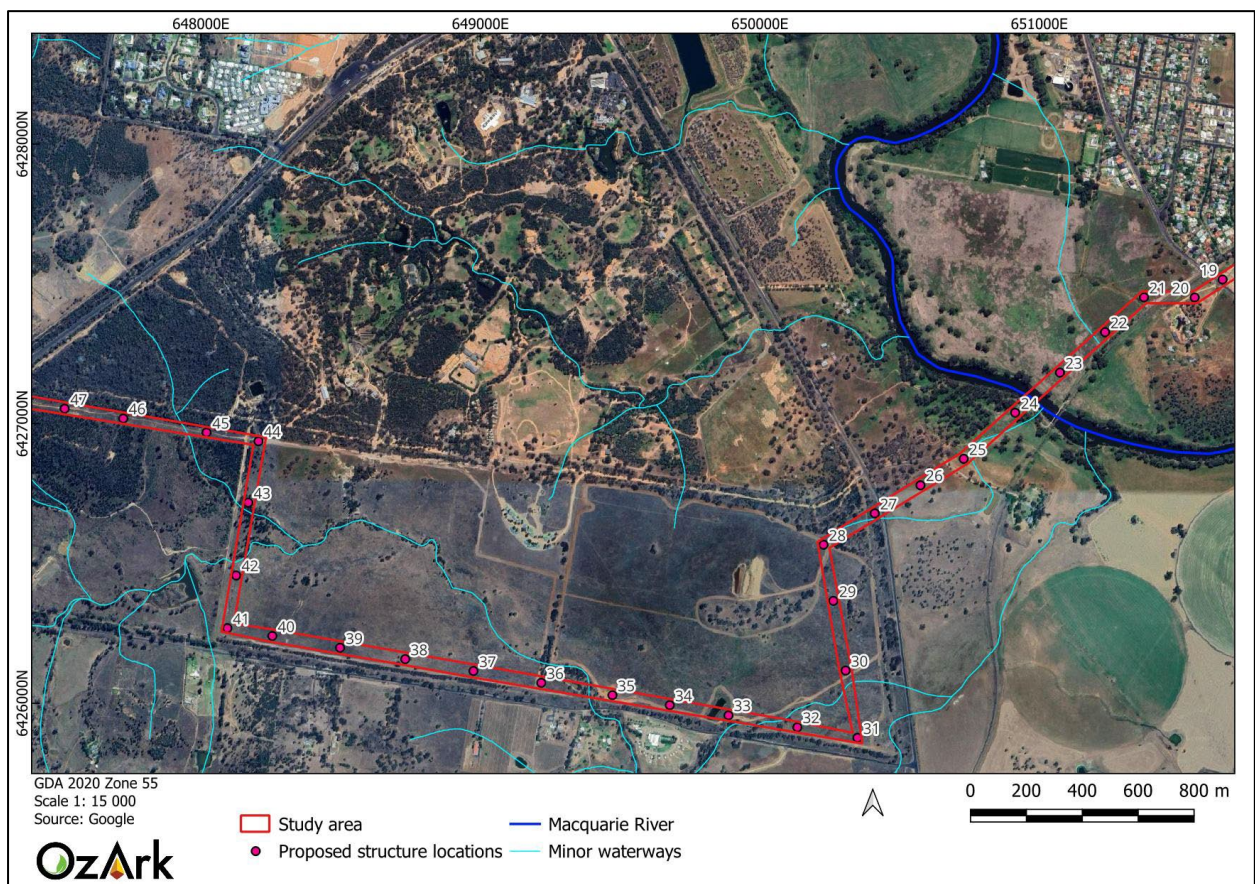 648000E 649000E 650000E 651000E
6428000N
6427000N
6426000N
19
20
21
22
23
24
25
26
27
28
29
30
31
32
33
34
35
36
37
38
39
40
41
42
43
44
45
46
47
GDA 2020 Zone 55
Scale 1: 15 000
Source: Google
OzArk
Study area
Proposed structure locations
Macquarie River
Minor waterways
0 200 400 600 800 m